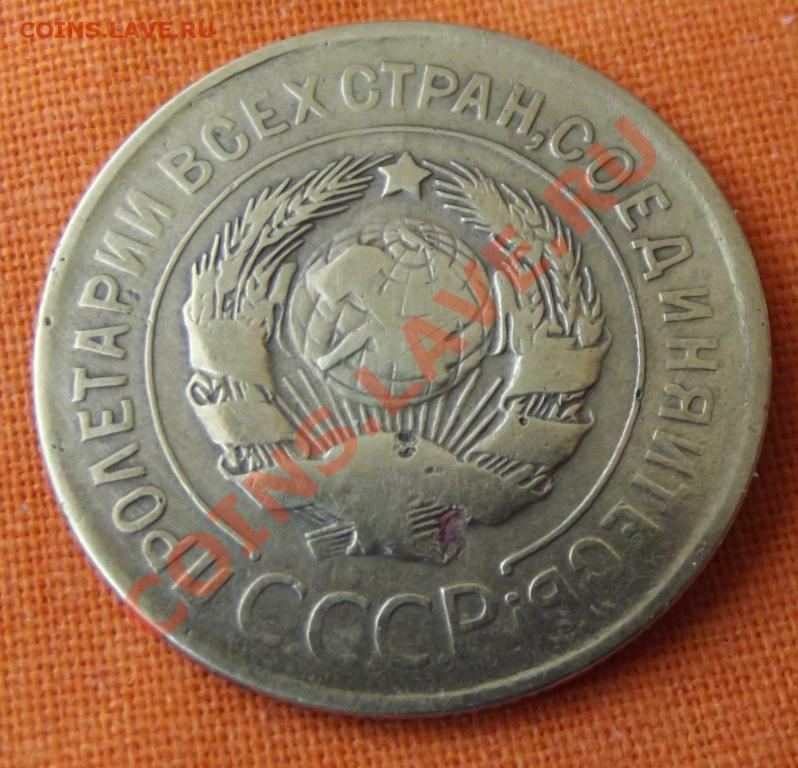 COINS.LAVE.RU
ПРОЛЕТАРИИ ВСЕХ СТРАН, СОЕДИНЯЙТЕСЬ!
СССР
COINS.LAVE.RU